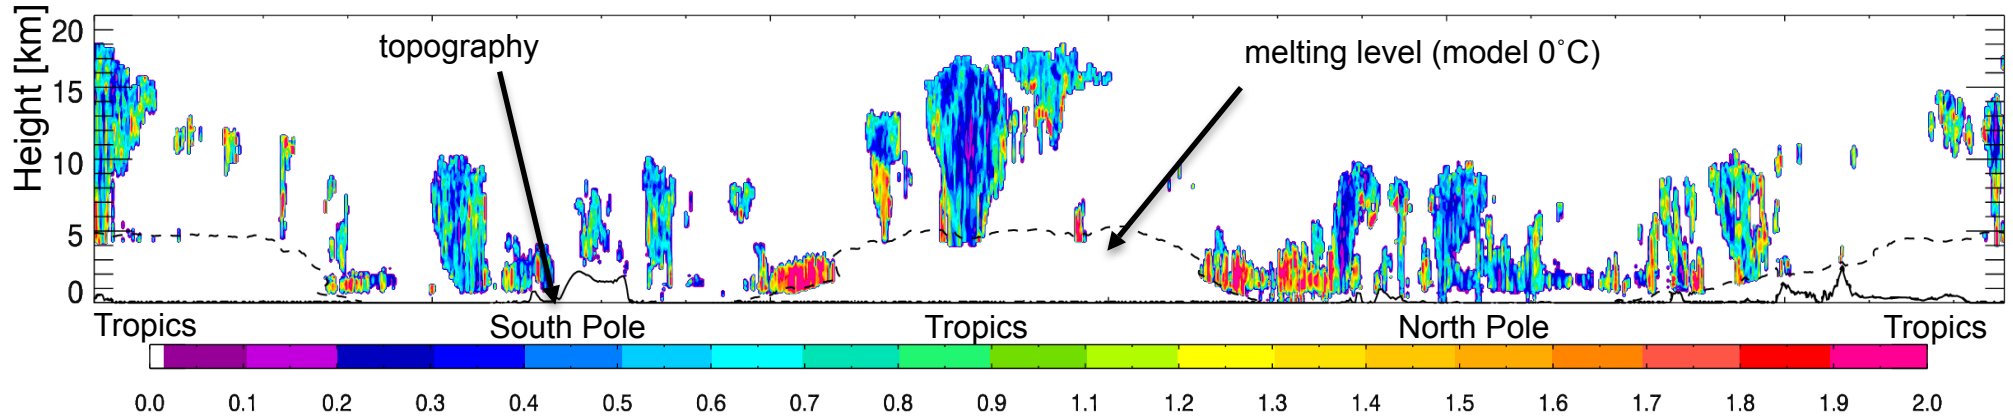 topography
melting level (model 0˚C)
Height [km]
20
15
10
5
0
Tropics South Pole Tropics North Pole Tropics
0.0 0.1 0.2 0.3 0.4 0.5 0.6 0.7 0.8 0.9 1.1 1.2 1.3 1.4 1.5 1.6 1.7 1.8 1.9 2.0